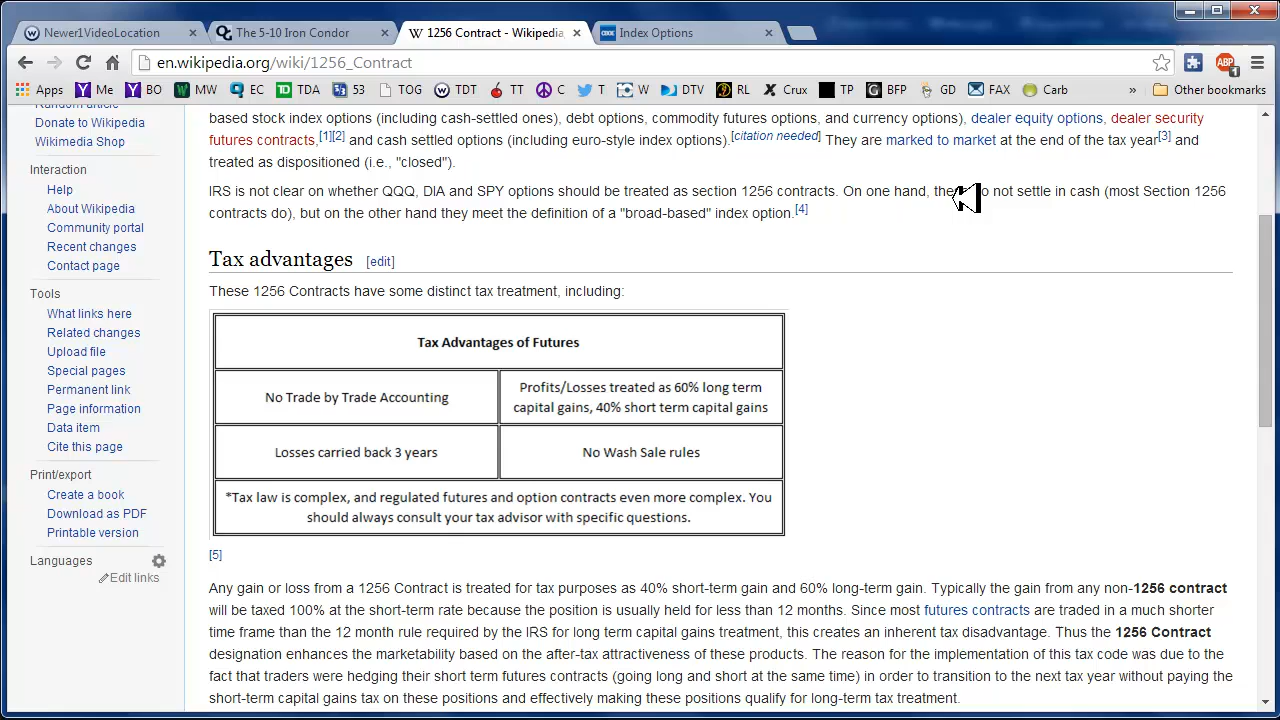 Newer1VideoLocation
The 5-10 Iron Condor
1256 Contract - Wikipedia,
Index Options
en.wikipedia.org/wiki/1256_Contract
Apps Me BO MW EC TDA 53 TOG TDT TT C T W DTV RL Crux TP BFP GD FAX Carb » Other bookmarks
Donate to Wikipedia
Wikimedia Shop
Interaction
Help
About Wikipedia
Community portal
Recent changes
Contact page
Tools
What links here
Related changes
Upload file
Special pages
Permanent link
Page information
Data item
Cite this page
Print/export
Create a book
Download as PDF
Printable version
Languages
Edit links
based stock index options (including cash-settled ones), debt options, commodity futures options, and currency options), dealer equity options, dealer security
futures contracts,[1][2] and cash settled options (including euro-style index options).[citation needed] They are marked to market at the end of the tax year[3] and
treated as dispositioned (i.e., "closed").
IRS is not clear on whether QQQ, DIA and SPY options should be treated as section 1256 contracts. On one hand, not settle in cash (most Section 1256
contracts do), but on the other hand they meet the definition of a "broad-based" index option.[4]
Tax advantages [edit]
These 1256 Contracts have some distinct tax treatment, including:
Tax Advantages of Futures
No Trade by Trade Accounting
Profits/Losses treated as 60% long term
capital gains, 40% short term capital gains
Losses carried back 3 years
No Wash Sale rules
*Tax law is complex, and regulated futures and option contracts even more complex. You
should always consult your tax advisor with specific questions.
[5]
Any gain or loss from a 1256 Contract is treated for tax purposes as 40% short-term gain and 60% long-term gain. Typically the gain from any non-1256 contract
will be taxed 100% at the short-term rate because the position is usually held for less than 12 months. Since most futures contracts are traded in a much shorter
time frame than the 12 month rule required by the IRS for long term capital gains treatment, this creates an inherent tax disadvantage. Thus the 1256 Contract
designation enhances the marketability based on the after-tax attractiveness of these products. The reason for the implementation of this tax code was due to the
fact that traders were hedging their short term futures contracts (going long and short at the same time) in order to transition to the next tax year without paying the
short-term capital gains tax on these positions and effectively making these positions qualify for long-term tax treatment.